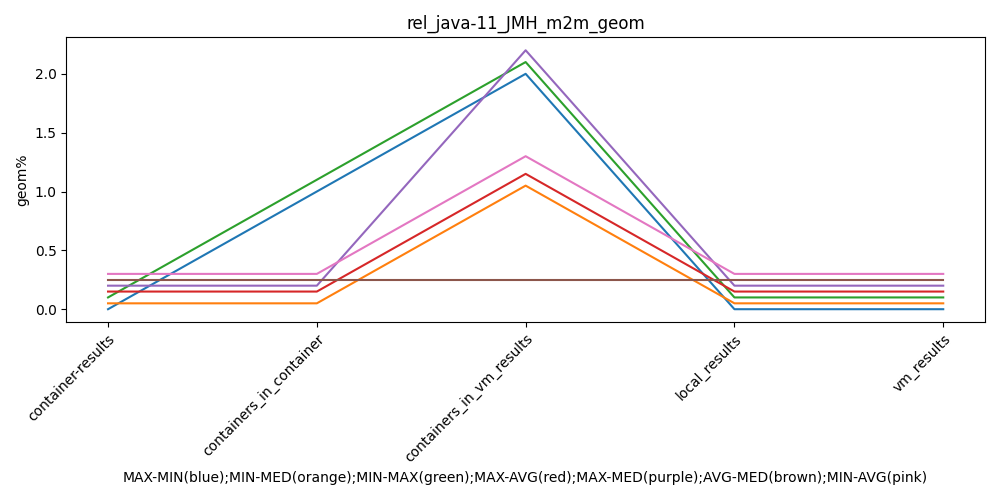 rel_java-11_JMH_m2m_geom
geom%
2.0
1.5
1.0
0.5
0.0
container-results
containers_in_container
containers_in_vm_results
local_results
vm_results
MAX-MIN(blue);MIN-MED(orange);MIN-MAX(green);MAX-AVG(red);MAX-MED(purple);AVG-MED(brown);MIN-AVG(pink)